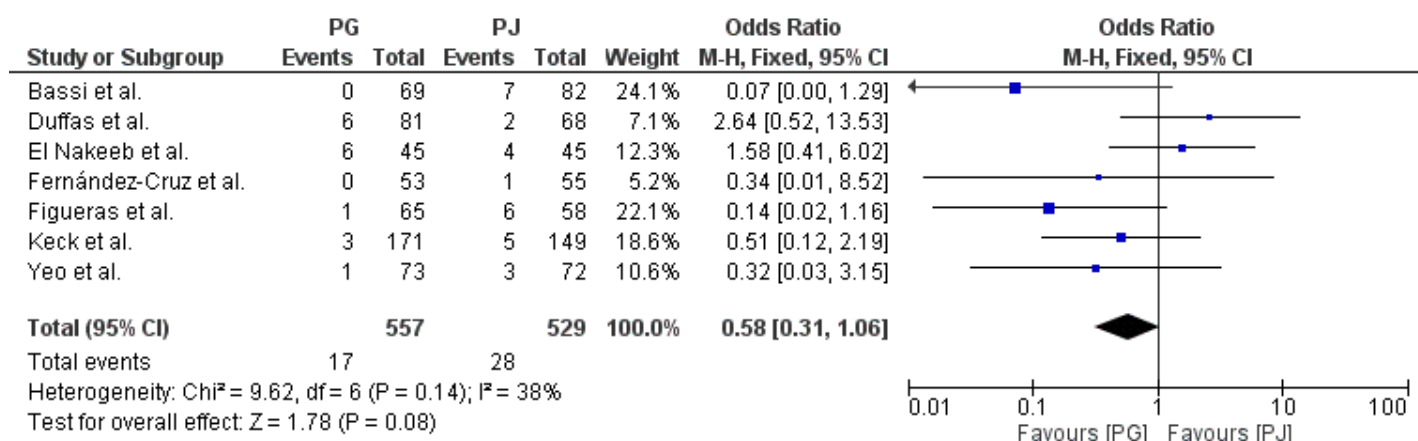 PG PJ Odds Ratio Odds Ratio
Study or Subgroup Events Total Events Total Weight M-H, Fixed, 95% CI M-H, Fixed, 95% CI
Bassi et al. 0 69 7 82 24.1% 0.07 [0.00, 1.29]
Duffas et al. 6 81 2 68 7.1% 2.64 [0.52, 13.53]
El Nakeeb et al. 6 45 4 45 12.3% 1.58 [0.41, 6.02]
Fernández-Cruz et al. 0 53 1 55 5.2% 0.34 [0.01, 8.52]
Figueras et al. 1 65 6 58 22.1% 0.14 [0.02, 1.16]
Keck et al. 3 171 5 149 18.6% 0.51 [0.12, 2.19]
Yeo et al. 1 73 3 72 10.6% 0.32 [0.03, 3.15]
Total (95% CI) 557 529 100.0% 0.58 [0.31, 1.06]
Total events 17 28
Heterogeneity: Chi² = 9.62, df = 6 (P = 0.14); I² = 38%
Test for overall effect: Z = 1.78 (P = 0.08)
0.01 0.1 1 10 100
Favours [PG] Favours [PJ]